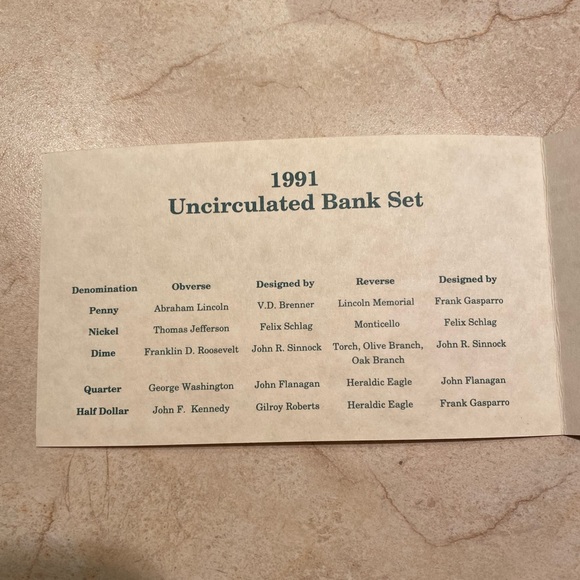 1991
Uncirculated Bank Set
Denomination Obverse Designed by Reverse Designed by
Penny Abraham Lincoln V.D. Brenner Lincoln Memorial Frank Gasparro
Nickel Thomas Jefferson Felix Schlag Monticello Felix Schlag
Dime Franklin D. Roosevelt John R. Sinnock Torch, Olive Branch, John R. Sinnock
Oak Branch
Quarter George Washington John Flanagan Heraldic Eagle John Flanagan
Half Dollar John F. Kennedy Gilroy Roberts Heraldic Eagle Frank Gasparro